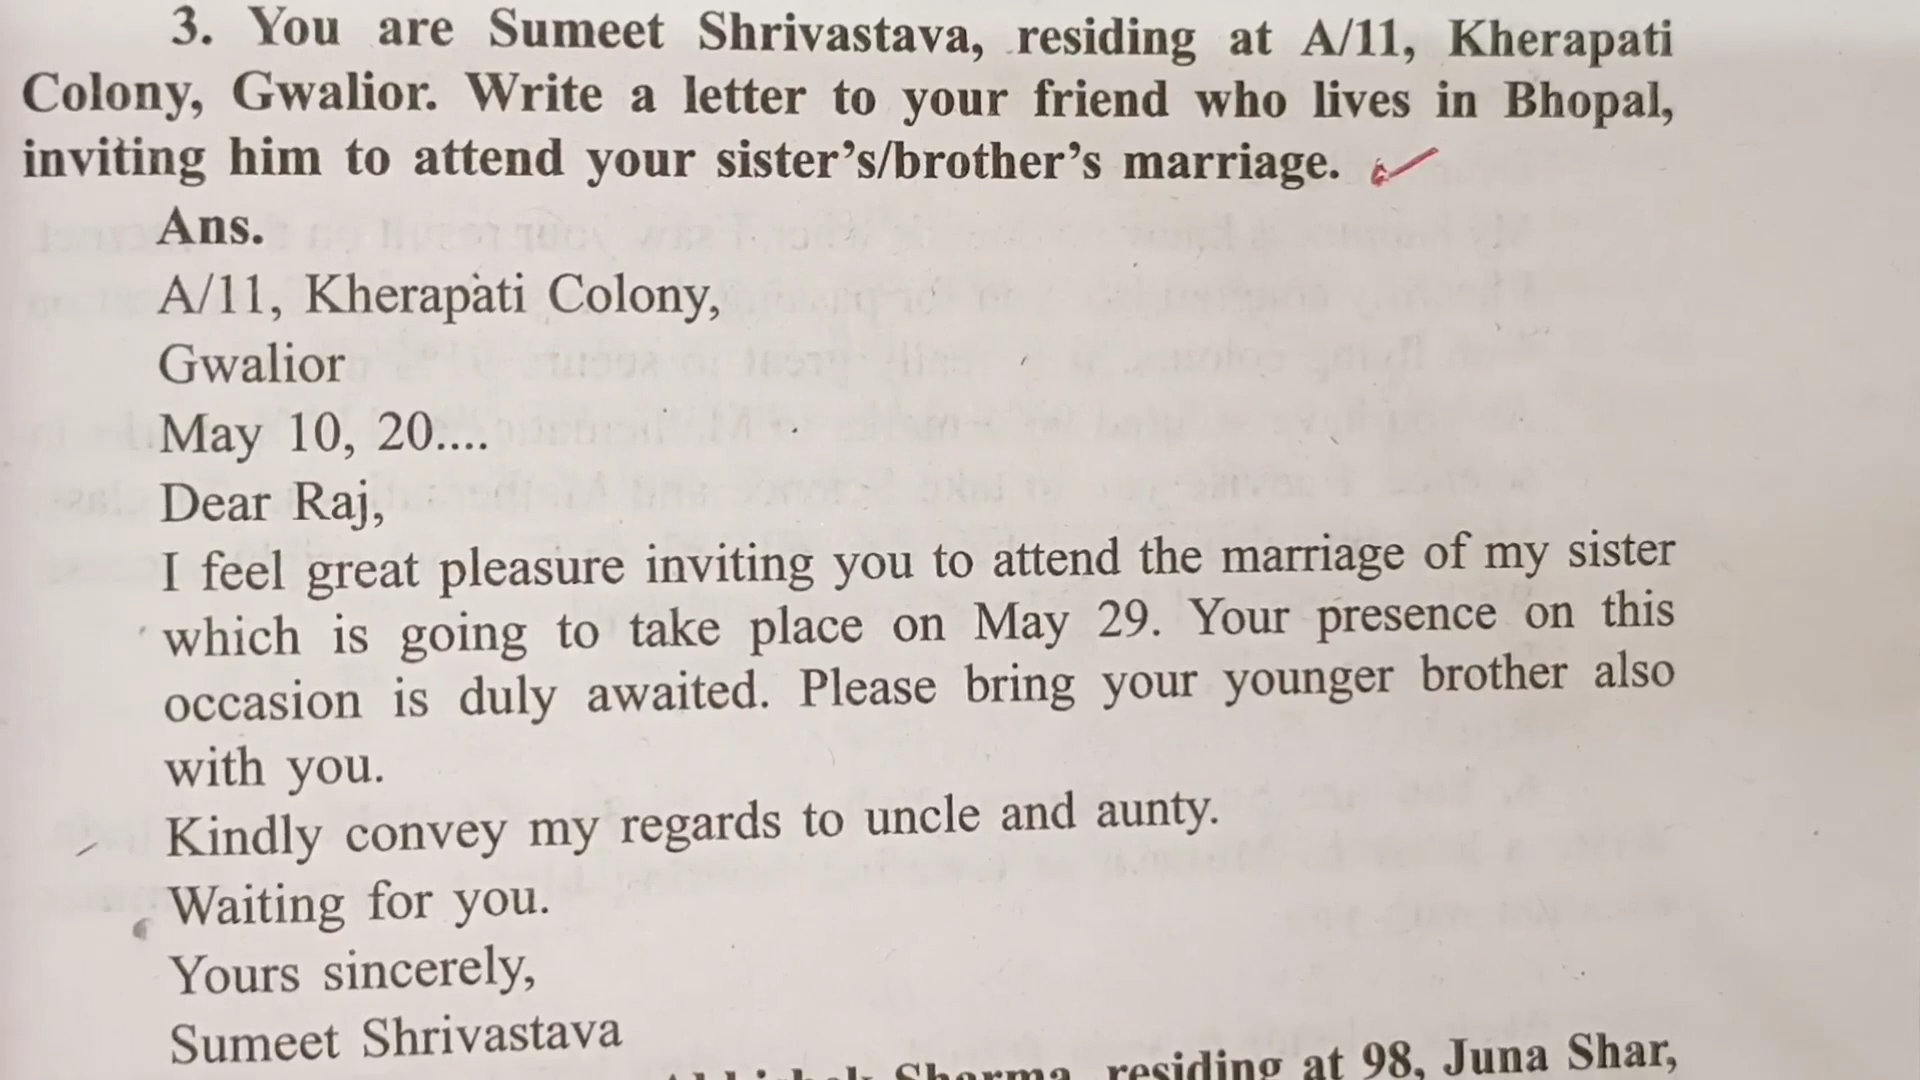 3. You are Sumeet Shrivastava, residing at A/11, Kherapati
Colony, Gwalior. Write a letter to your friend who lives in Bhopal,
inviting him to attend your sister's/brother's marriage.
Ans.
A/11, Kherapati Colony,
Gwalior
May 10, 20....
Dear Raj,
I feel great pleasure inviting you to attend the marriage of my sister
which is going to take place on May 29. Your presence on this
occasion is duly awaited. Please bring your younger brother also
with you.
Kindly convey my regards to uncle and aunty.
Waiting for you.
Yours sincerely,
Sumeet Shrivastava
Sharma, residing at 98, Juna Shar,